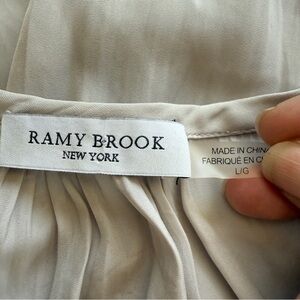 RAMY BROOK
NEW YORK
MADE IN CHINA
FABRIQUÉ EN
L/G